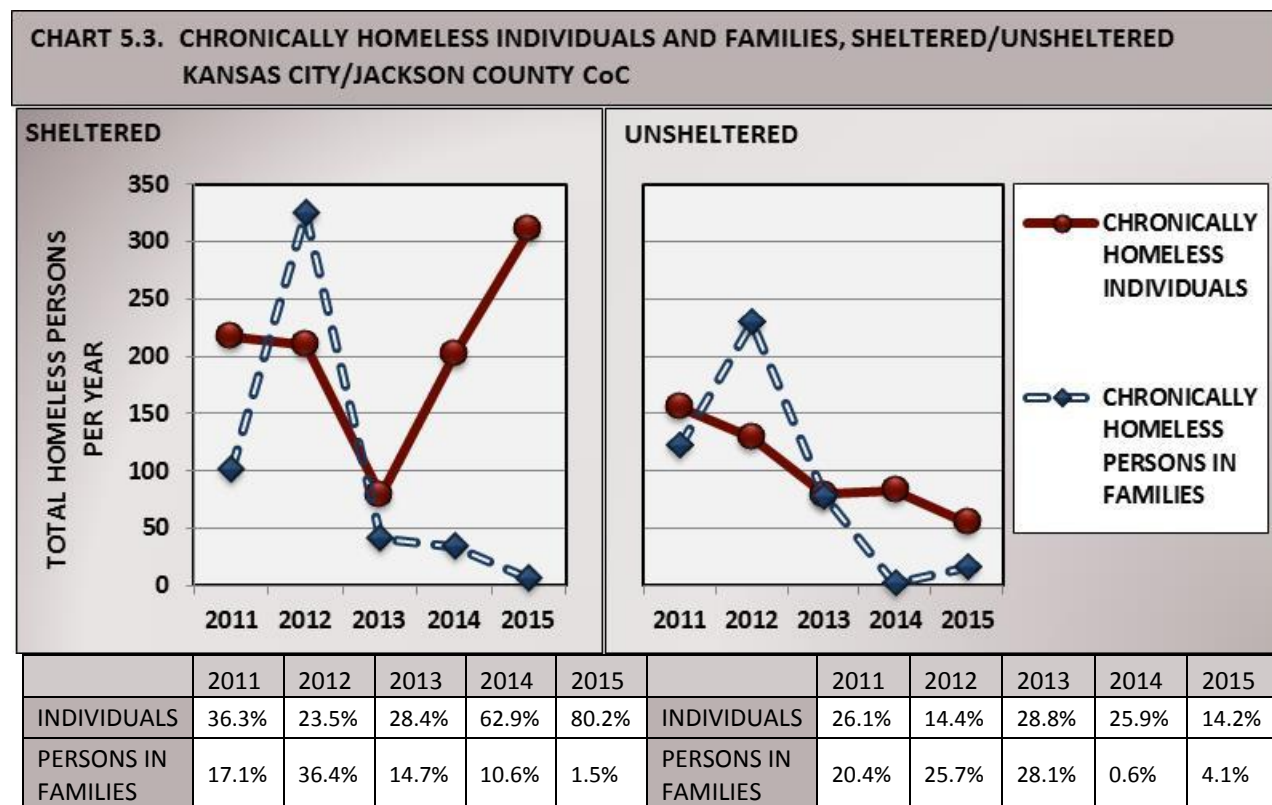 CHART 5.3. CHRONICALLY HOMELESS INDIVIDUALS AND FAMILIES, SHELTERED/UNSHELTERED
KANSAS CITY/JACKSON COUNTY CoC
SHELTERED
TOTAL HOMELESS PERSONS
PER YEAR
350
300
250
200
150
100
50
0
2011 2012 2013 2014 2015
UNSHELTERED
2011 2012 2013 2014 2015
CHRONICALLY
HOMELESS
INDIVIDUALS
CHRONICALLY
HOMELESS
PERSONS IN
FAMILIES
2011 2012 2013 2014 2015 2011 2012 2013 2014 2015
INDIVIDUALS 36.3% 23.5% 28.4% 62.9% 80.2% INDIVIDUALS 26.1% 14.4% 28.8% 25.9% 14.2%
PERSONS IN
FAMILIES 17.1% 36.4% 14.7% 10.6% 1.5% PERSONS IN
FAMILIES 20.4% 25.7% 28.1% 0.6% 4.1%